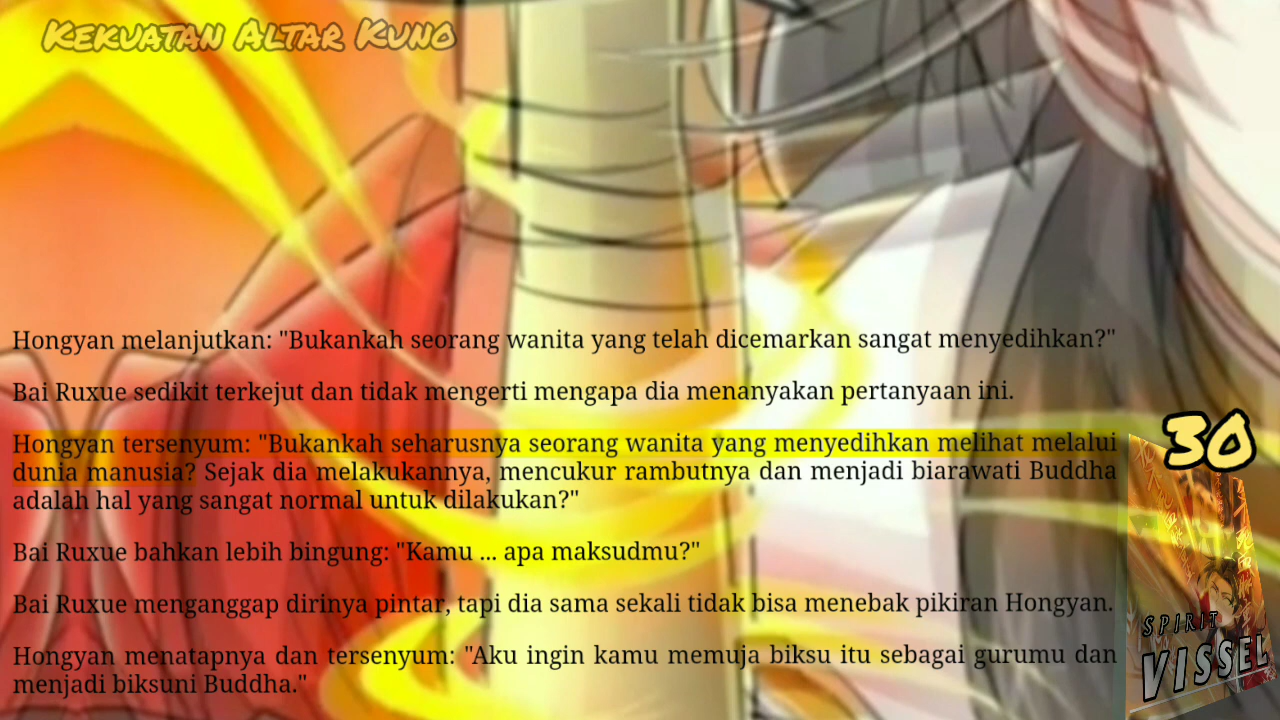 Kekuatan Altar Kuno
Hongyan melanjutkan: "Bukankah seorang wanita yang telah dicemarkan sangat menyedihkan?"
Bai Ruxue sedikit terkejut dan tidak mengerti mengapa dia menanyakan pertanyaan ini.
Hongyan tersenyum: "Bukankah seharusnya seorang wanita yang menyedihkan melihat melalui
dunia manusia? Sejak dia melakukannya, mencukur rambutnya dan menjadi biarawati Buddha
adalah hal yang sangat normal untuk dilakukan?"
Bai Ruxue bahkan lebih bingung: "Kamu ... apa maksudmu?"
Bai Ruxue menganggap dirinya pintar, tapi dia sama sekali tidak bisa menebak pikiran Hongyan.
Hongyan menatapnya dan tersenyum: "Aku ingin kamu memuja biksu itu sebagai gurumu dan
menjadi biksuni Buddha."
30
SPIRIT
VISSEL